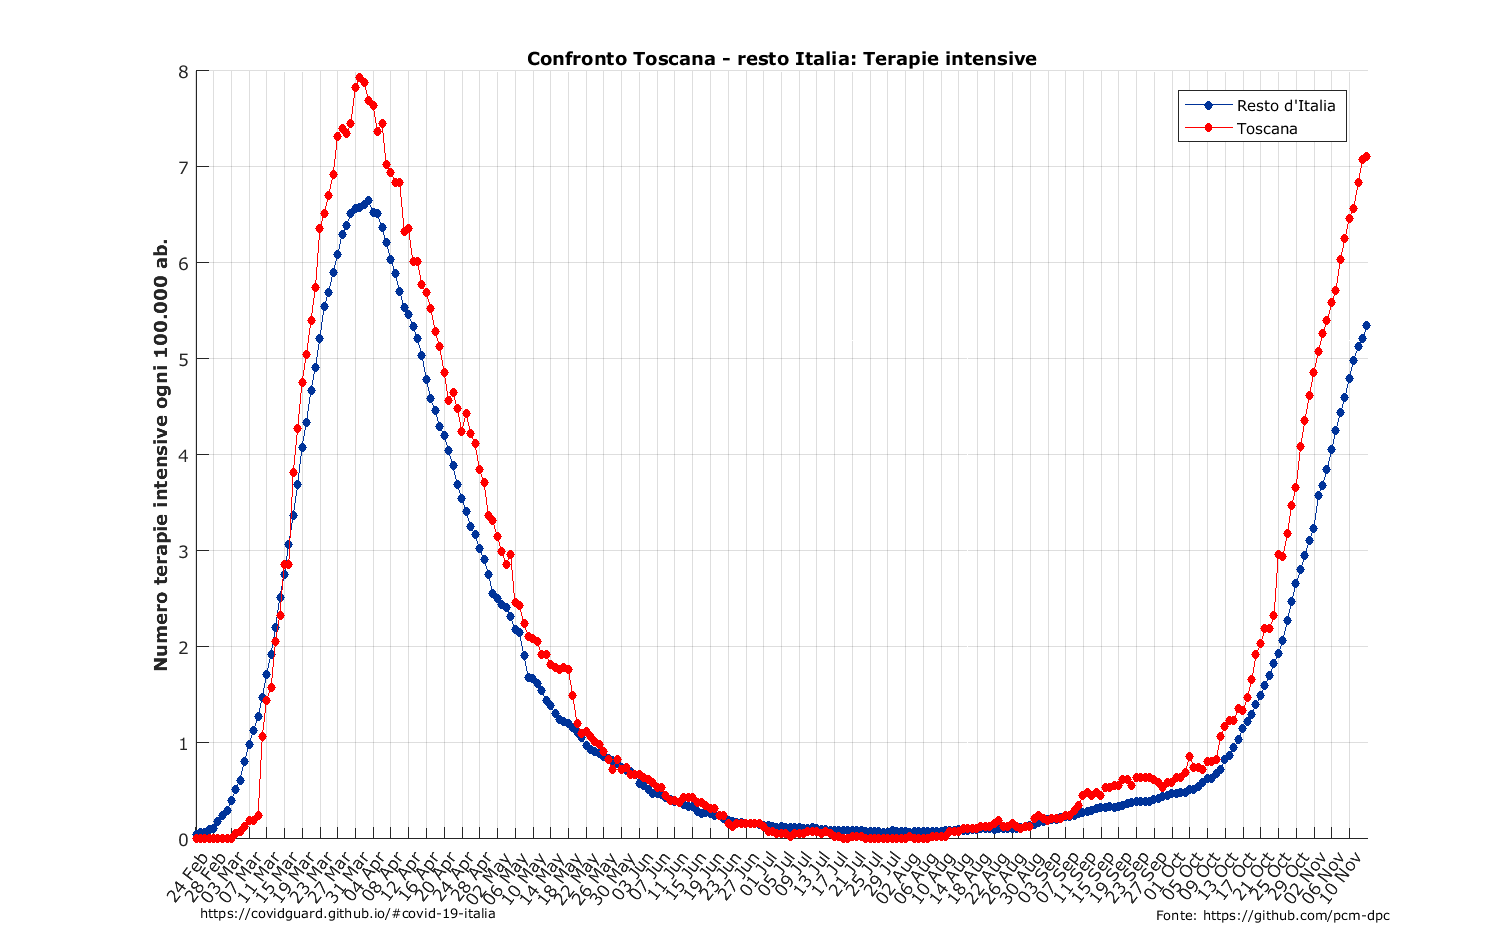 Confronto Toscana - resto Italia: Terapie intensive
Resto d'Italia
Toscana
Numero terapie intensive ogni 100.000 ab.
8
7
6
5
4
3
2
1
0
24 Feb
28 Feb
03 Mar
07 Mar
11 Mar
15 Mar
19 Mar
23 Mar
27 Mar
31 Mar
04 Apr
08 Apr
12 Apr
16 Apr
20 Apr
24 Apr
28 Apr
02 May
06 May
10 May
14 May
18 May
22 May
26 May
30 May
03 Jun
07 Jun
11 Jun
15 Jun
19 Jun
23 Jun
27 Jun
01 Jul
05 Jul
09 Jul
13 Jul
17 Jul
21 Jul
25 Jul
29 Jul
02 Aug
06 Aug
10 Aug
14 Aug
18 Aug
22 Aug
26 Aug
30 Aug
03 Sep
07 Sep
11 Sep
15 Sep
19 Sep
23 Sep
27 Sep
01 Oct
05 Oct
09 Oct
13 Oct
17 Oct
21 Oct
25 Oct
29 Oct
02 Nov
06 Nov
10 Nov
https://covidguard.github.io/#covid-19-italia
Fonte: https://github.com/pcm-dpc